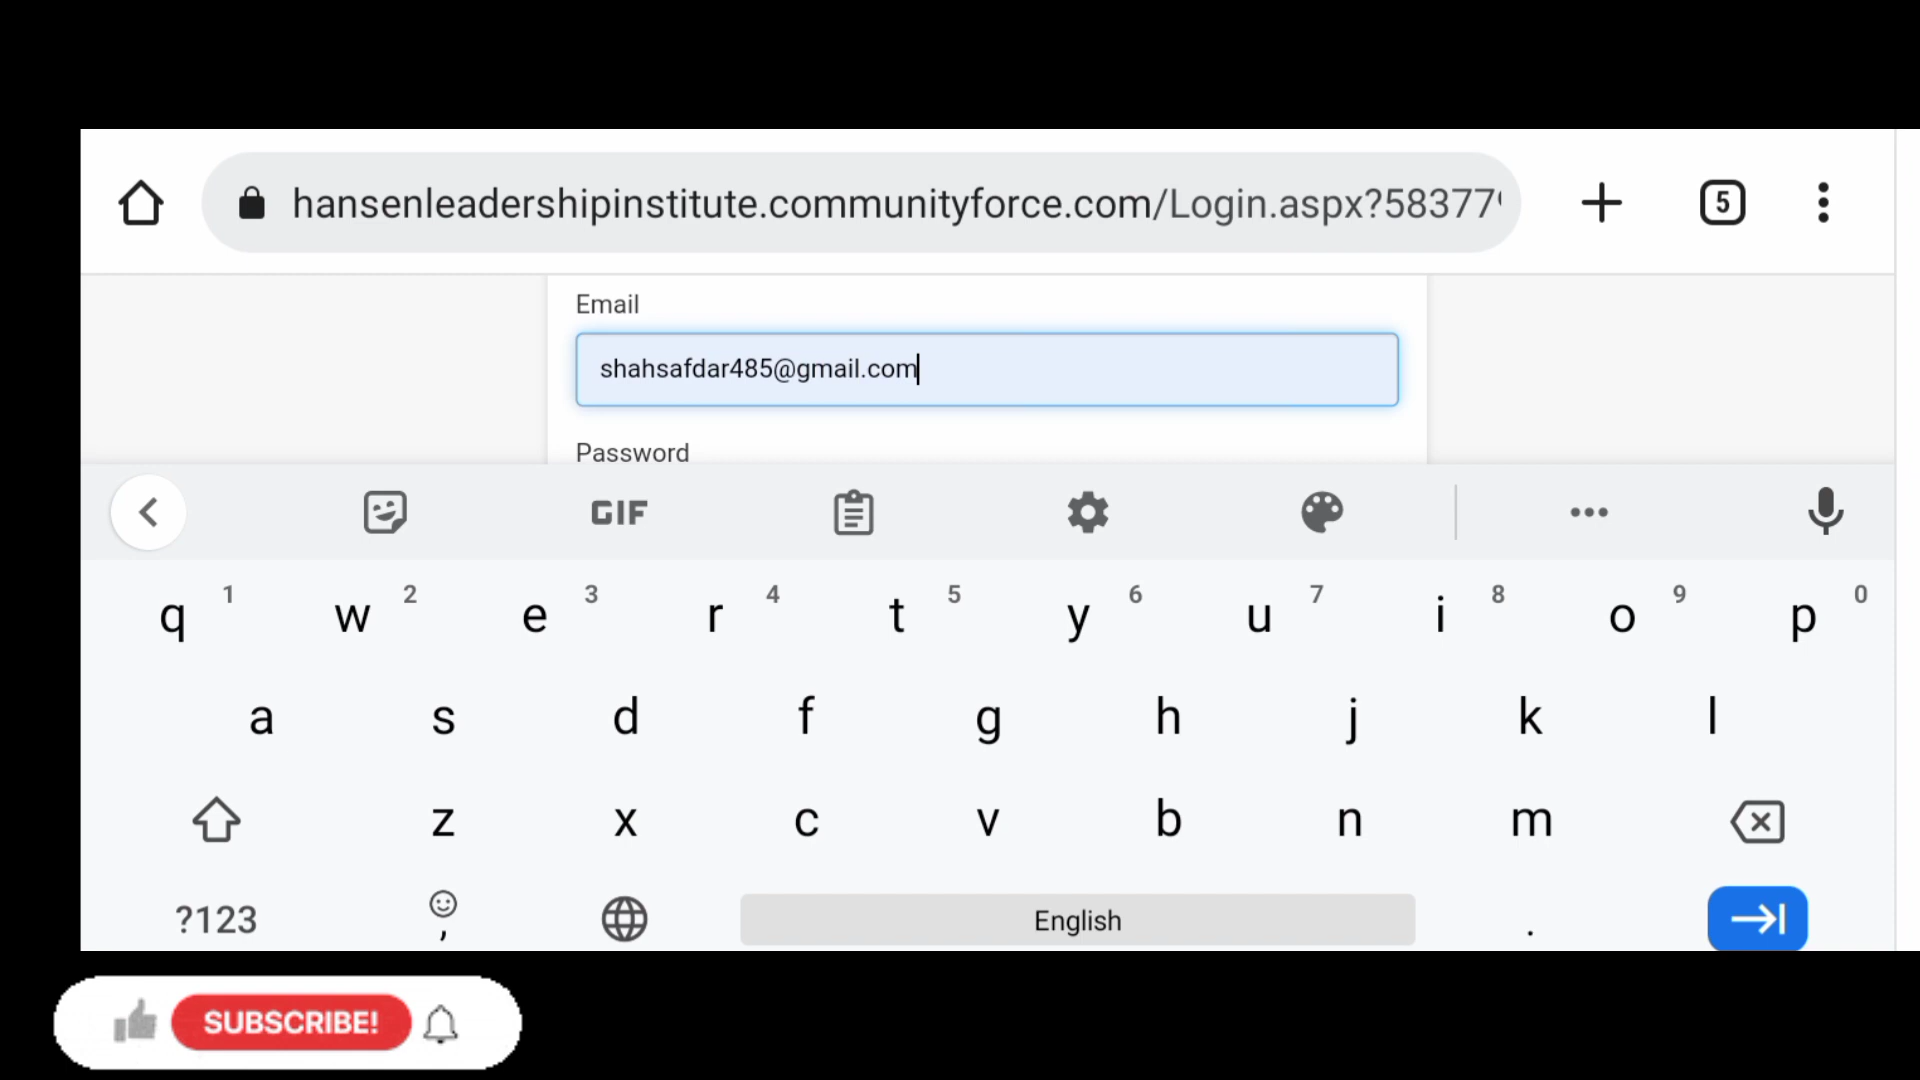 hansenleadershipinstitute.communityforce.com/Login.aspx?58377
5
Email
shahsafdar485@gmail.com
Password
GIF
q 1 w 2 e 3 r 4 t 5 y 6 u 7 i 8 o 9 p 0
a s d f g h j k l
z x c v b n m
?123 , English .
SUBSCRIBE!